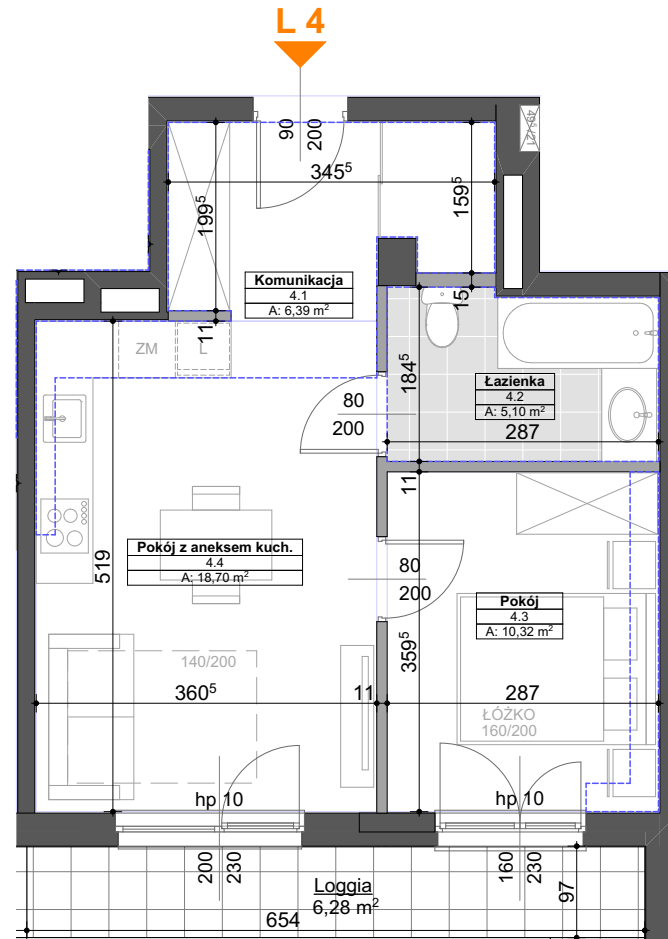 L 4
49⁵/21
90
200
345⁵
199⁵
159⁵
Komunikacja
4.1
A: 6,39 m²
15
11
ZM
L
184⁵
Łazienka
4.2
A: 5,10 m²
80
200
287
11
Pokój z aneksem kuch.
4.4
A: 18,70 m²
519
80
200
Pokój
4.3
A: 10,32 m²
359⁵
140/200
360⁵
11
287
ŁÓŻKO
160/200
hp 10
hp 10
200
230
160
230
Loggia
6,28 m²
97
654